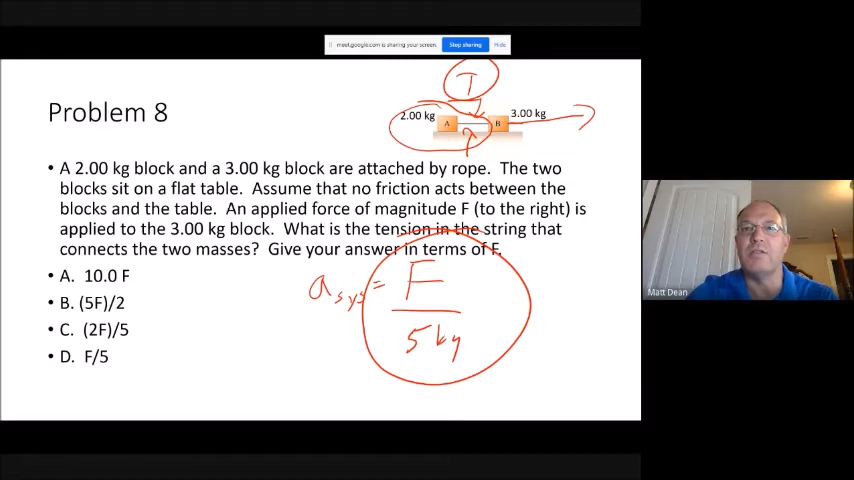 meet.google.com is sharing your screen.
Stop sharing
Hide
Problem 8
T
2.00 kg
3.00 kg
A
B
• A 2.00 kg block and a 3.00 kg block are attached by rope. The two
blocks sit on a flat table. Assume that no friction acts between the
blocks and the table. An applied force of magnitude F (to the right) is
applied to the 3.00 kg block. What is the tension in the string that
connects the two masses? Give your answer in terms of F.
• A. 10.0 F
• B. (5F)/2
• C. (2F)/5
• D. F/5
a sys = F
5 kg
Matt Dean